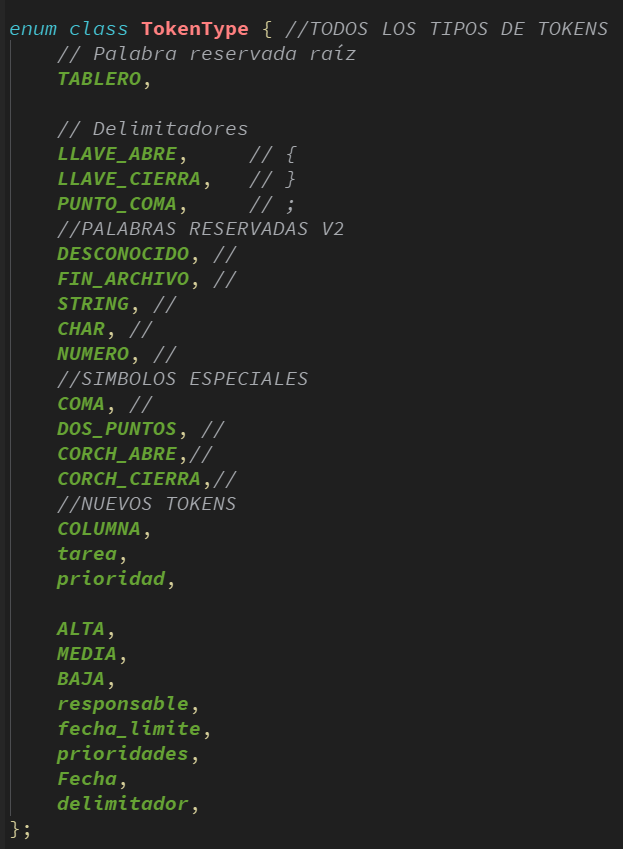 enum class TokenType { //TODOS LOS TIPOS DE TOKENS
// Palabra reservada raíz
TABLERO,
// Delimitadores
LLAVE_ABRE, // {
LLAVE_CIERRA, // }
PUNTO_COMA, // ;
//PALABRAS RESERVADAS V2
DESCONOCIDO, //
FIN_ARCHIVO, //
STRING, //
CHAR, //
NUMERO, //
//SIMBOLOS ESPECIALES
COMA, //
DOS_PUNTOS, //
CORCH_ABRE,//
CORCH_CIERRA,//
//NUEVOS TOKENS
COLUMNA,
tarea,
prioridad,
ALTA,
MEDIA,
BAJA,
responsable,
fecha_limite,
prioridades,
Fecha,
delimitador,
};